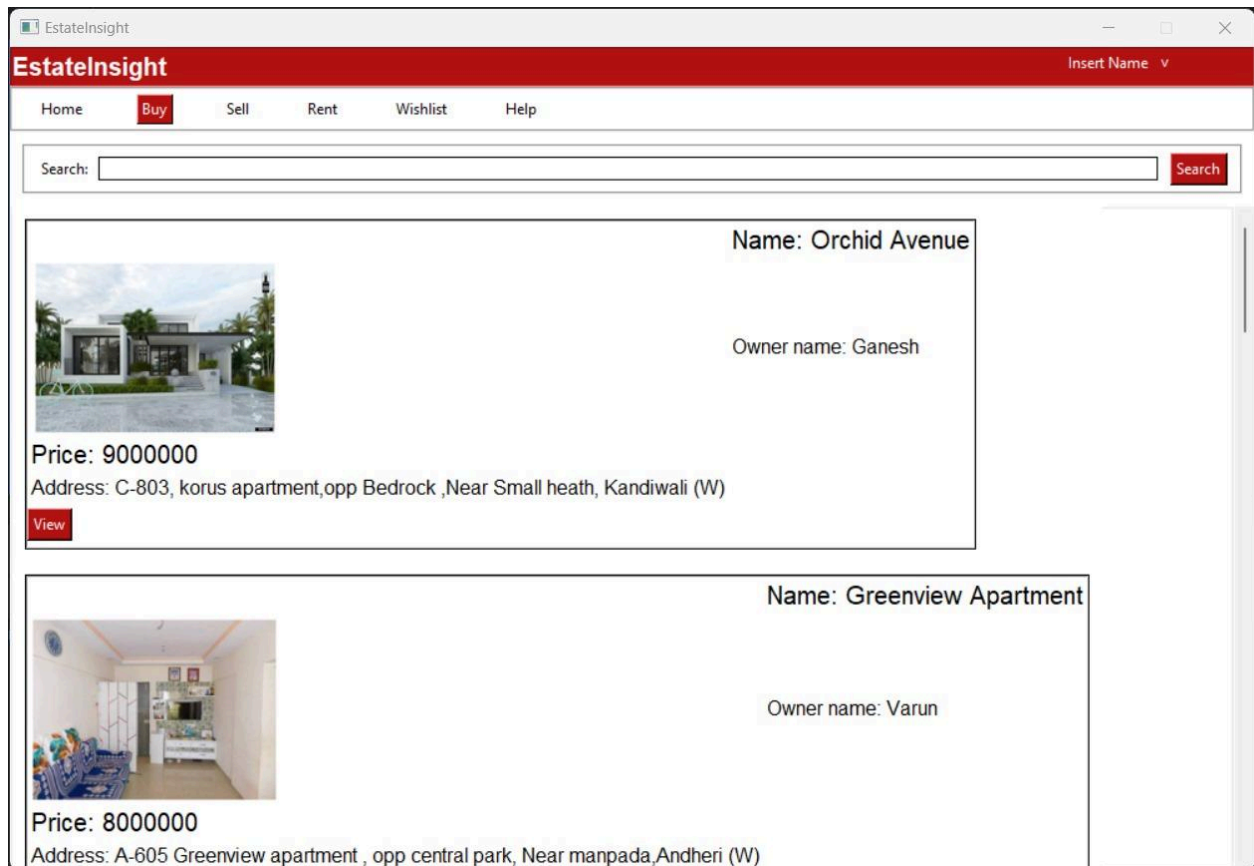 EstateInsight
EstateInsight
Insert Name v
Home Buy Sell Rent Wishlist Help
Search: Search
Name: Orchid Avenue
Owner name: Ganesh
Price: 9000000
Address: C-803, korus apartment,opp Bedrock ,Near Small heath, Kandiwali (W)
View
Name: Greenview Apartment
Owner name: Varun
Price: 8000000
Address: A-605 Greenview apartment , opp central park, Near manpada,Andheri (W)